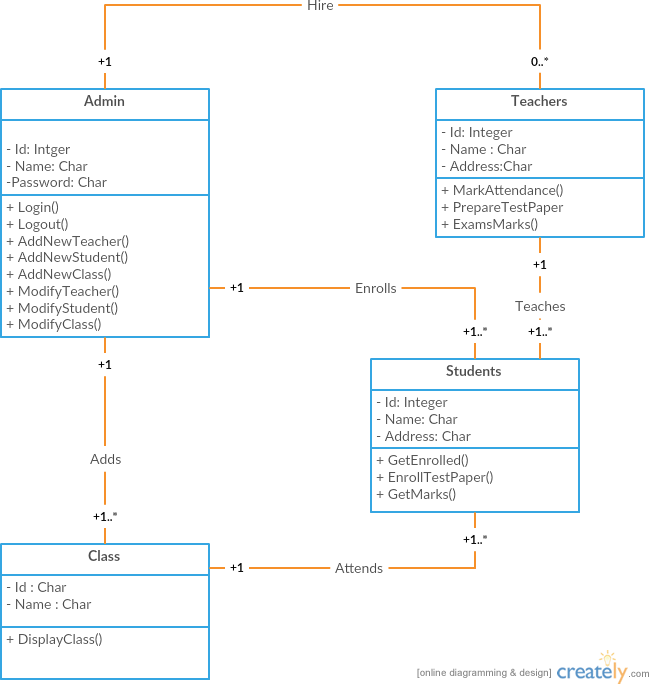 Hire
+1
0..*
Admin
- Id: Intger
- Name: Char
-Password: Char
+ Login()
+ Logout()
+ AddNewTeacher()
+ AddNewStudent()
+ AddNewClass()
+ ModifyTeacher()
+ ModifyStudent()
+ ModifyClass()
Teachers
- Id: Integer
- Name : Char
- Address:Char
+ MarkAttendance()
+ PrepareTestPaper
+ ExamsMarks()
+1
Teaches
+1..*
+1
Enrolls
+1..*
Students
- Id: Integer
- Name: Char
- Address: Char
+ GetEnrolled()
+ EnrollTestPaper()
+ GetMarks()
+1
Adds
+1..*
Class
- Id : Char
- Name : Char
+ DisplayClass()
+1
Attends
+1..*
[online diagramming & design] creately.com